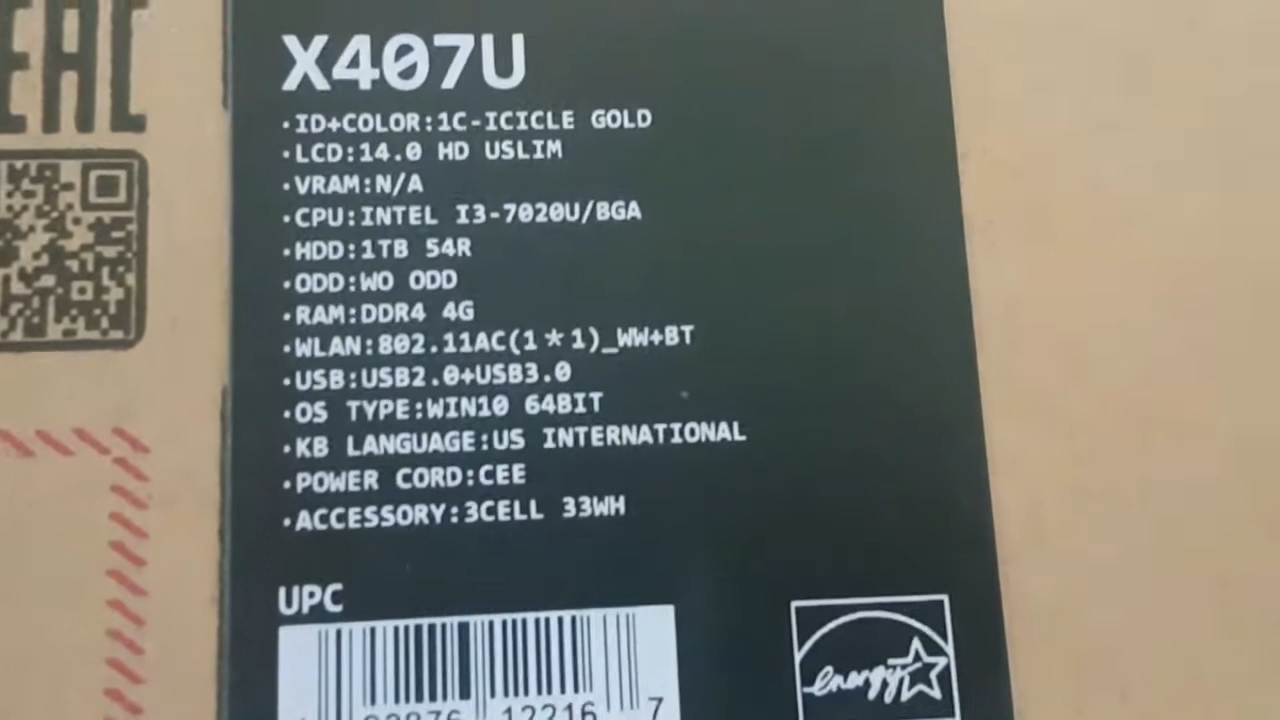 EAC
X407U
·ID+COLOR:1C-ICICLE GOLD
·LCD:14.0 HD USLIM
·VRAM:N/A
·CPU:INTEL I3-7020U/BGA
·HDD:1TB 54R
·ODD:WO ODD
·RAM:DDR4 4G
·WLAN:802.11AC(1*1)_WW+BT
·USB:USB2.0+USB3.0
·OS TYPE:WIN10 64BIT
·KB LANGUAGE:US INTERNATIONAL
·POWER CORD:CEE
·ACCESSORY:3CELL 33WH
UPC
12216 7
energy